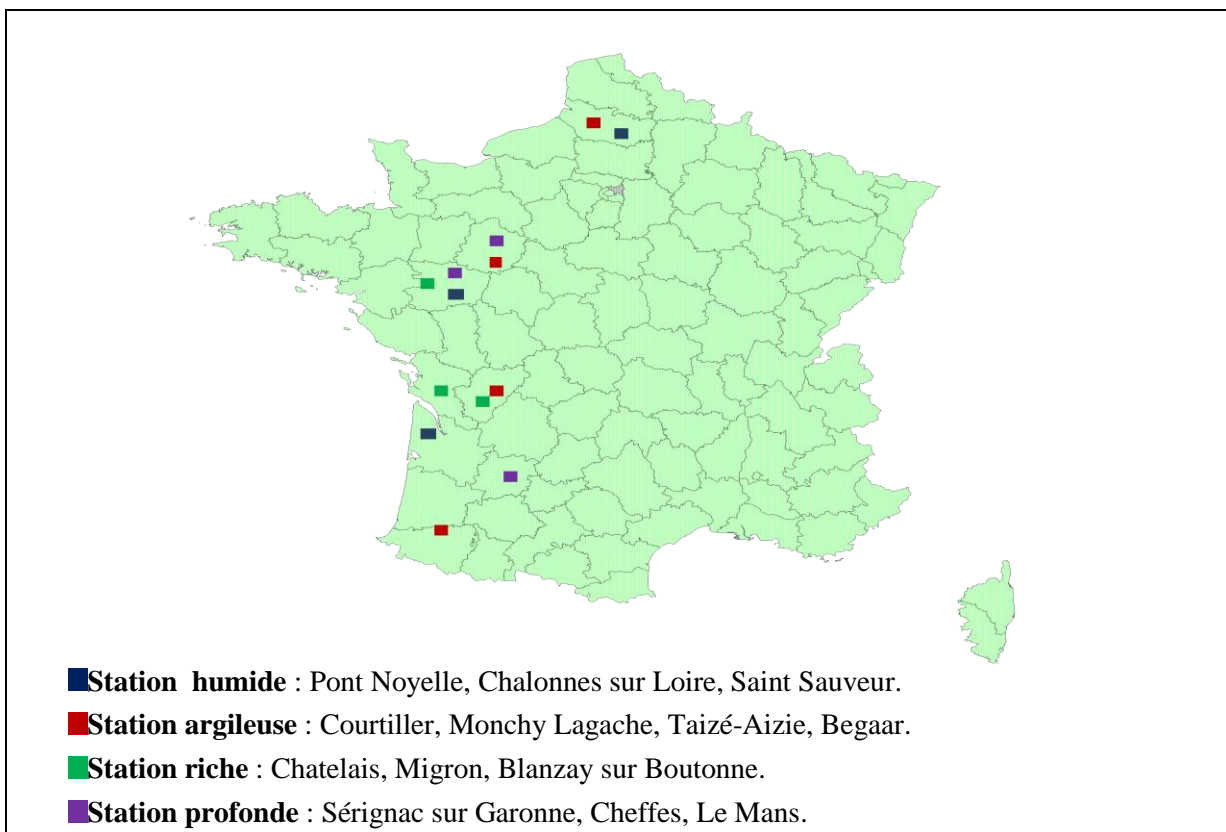 Station humide : Pont Noyelle, Chalonnes sur Loire, Saint Sauveur.
Station argileuse : Courtiller, Monchy Lagache, Taizé-Aizie, Begaar.
Station riche : Chatelais, Migron, Blanzay sur Boutonne.
Station profonde : Sérignac sur Garonne, Cheffes, Le Mans.